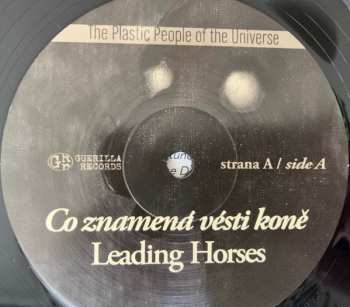 The Plastic People of the Universe
GUERILLA
RECORDS
strana A / side A
Co znamená vésti koně
Leading Horses